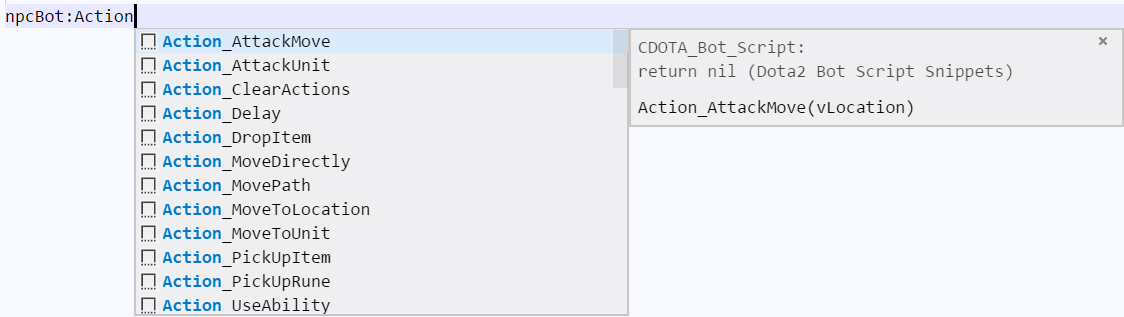 npcBot:Action
Action_AttackMove
Action_AttackUnit
Action_ClearActions
Action_Delay
Action_DropItem
Action_MoveDirectly
Action_MovePath
Action_MoveToLocation
Action_MoveToUnit
Action_PickUpItem
Action_PickUpRune
Action_UseAbility
CDOTA_Bot_Script:
return nil (Dota2 Bot Script Snippets)
Action_AttackMove(vLocation)